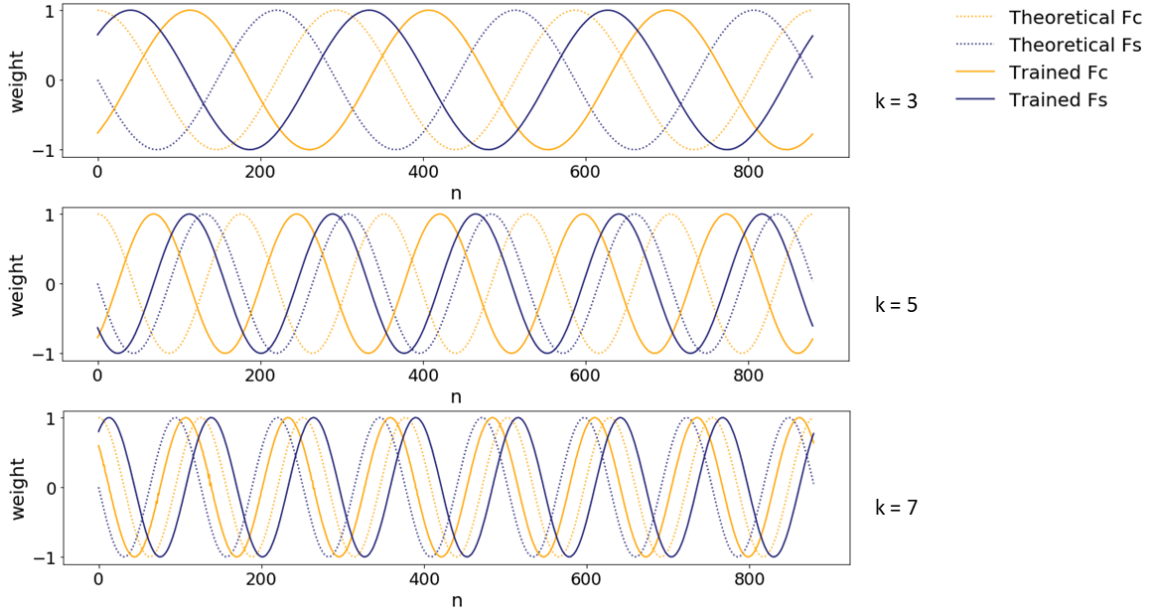 1
0
−1
weight
0
200
400
600
800
n
k = 3
Theoretical Fc
Theoretical Fs
Trained Fc
Trained Fs
1
0
−1
weight
0
200
400
600
800
n
k = 5
1
0
−1
weight
0
200
400
600
800
n
k = 7